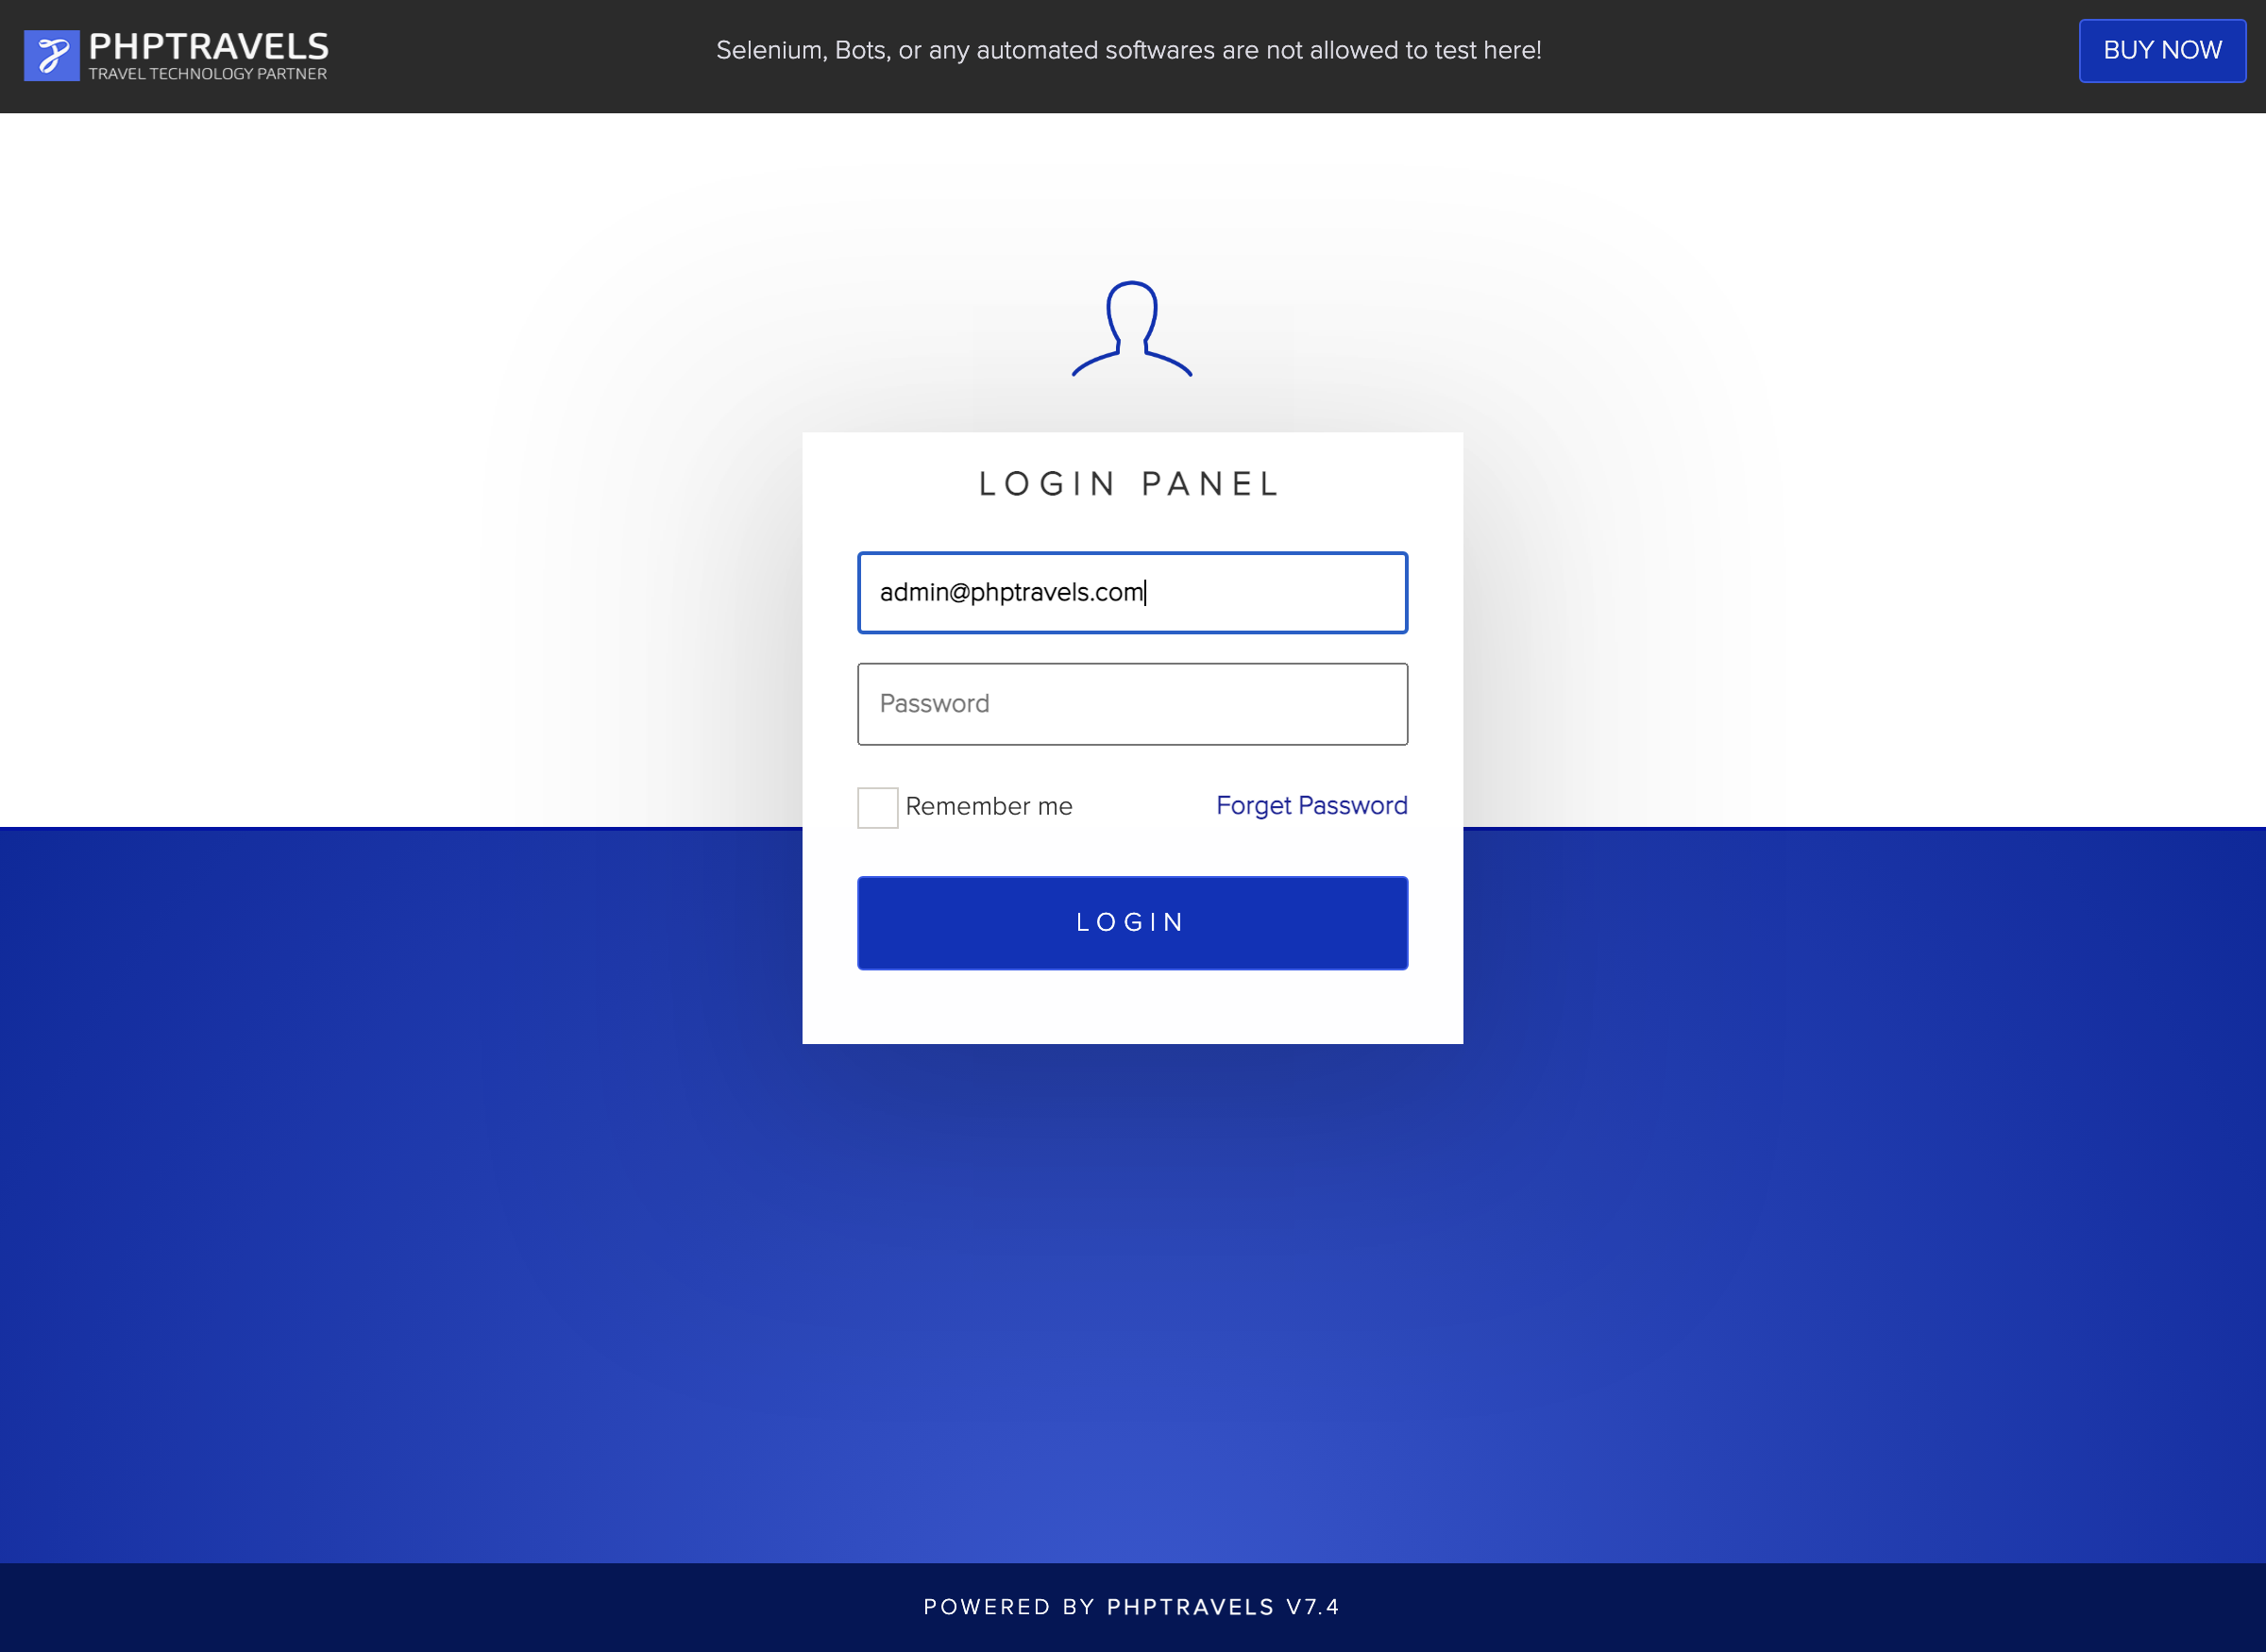 PHPTRAVELS
TRAVEL TECHNOLOGY PARTNER
Selenium, Bots, or any automated softwares are not allowed to test here!
BUY NOW
LOGIN PANEL
admin@phptravels.com
Password
Remember me
Forget Password
LOGIN
POWERED BY PHPTRAVELS V7.4